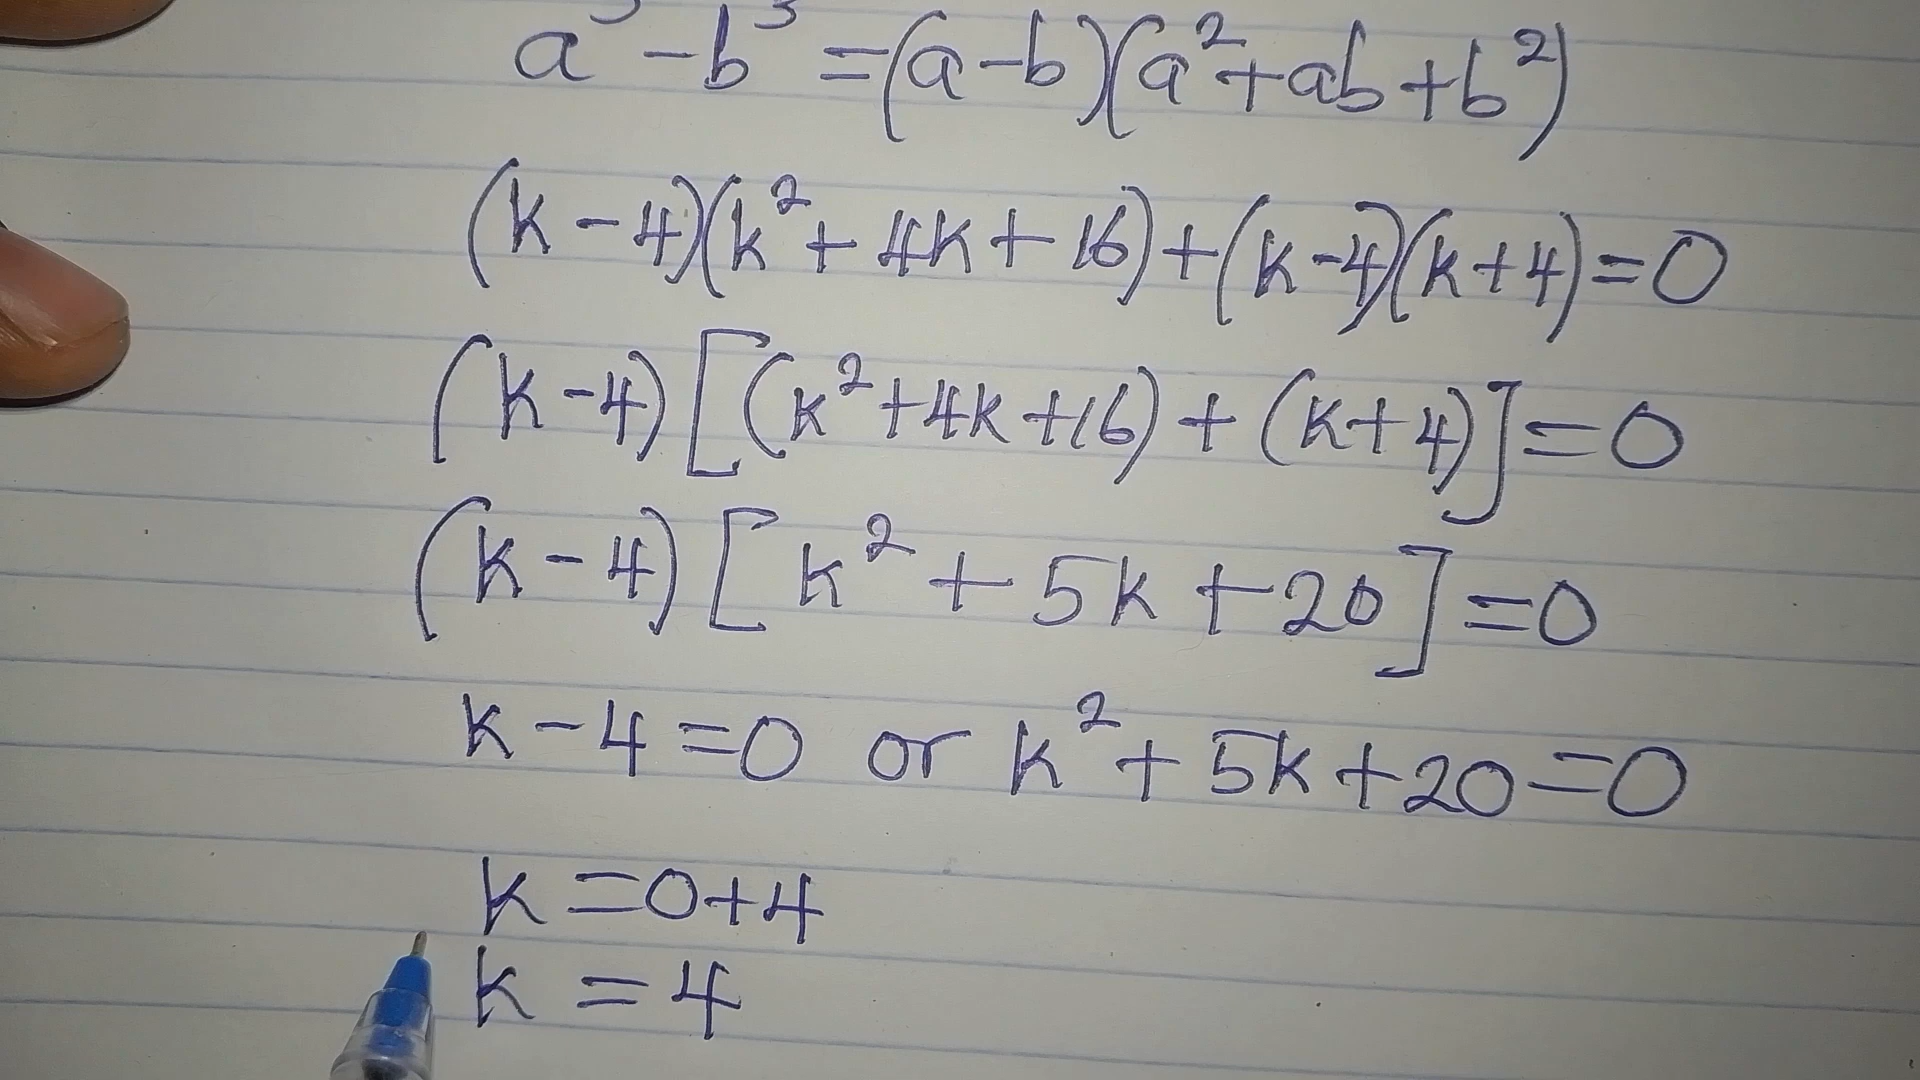 a³ - b³ = (a-b)(a²+ab+b²)
(k-4)(k²+4k+16)+(k-4)(k+4)=0
(k-4)[(k²+4k+16)+(k+4)]=0
(k-4)[k²+5k+20]=0
k-4=0 or k²+5k+20=0
k=0+4
k=4